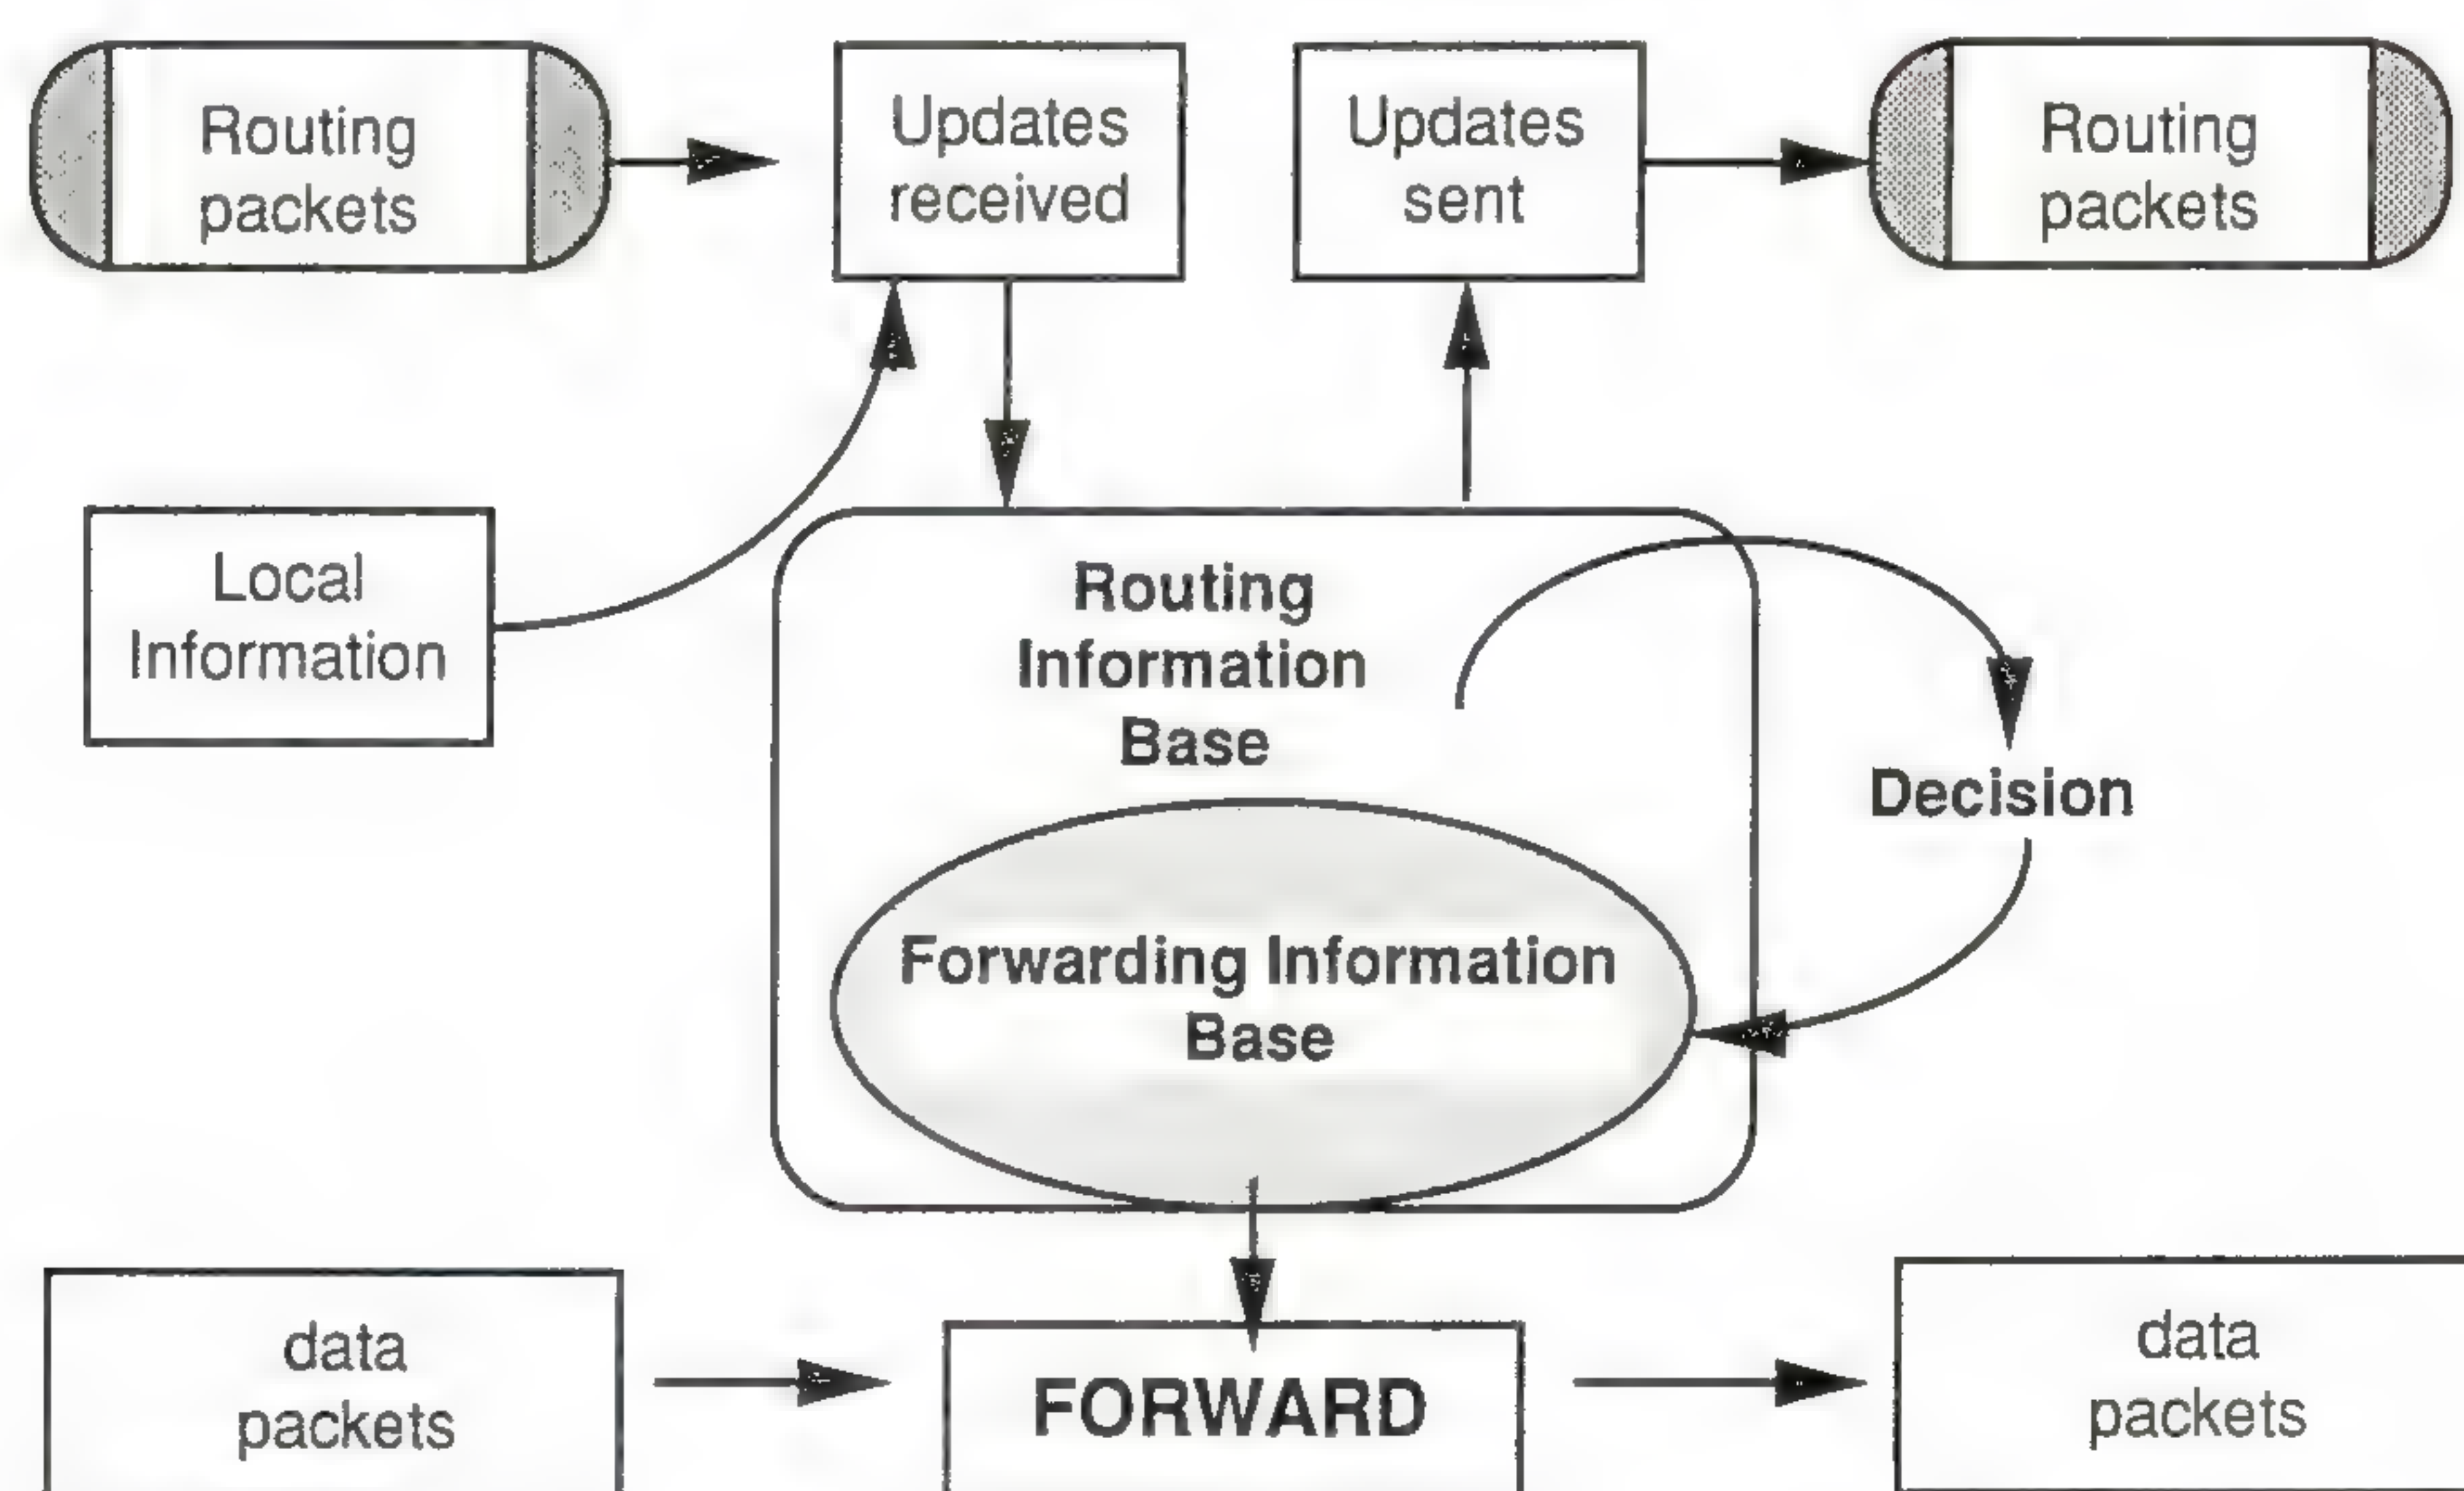 Routing
packets
Updates
received
Updates
sent
Routing
packets
Local
Information
Routing
Information
Base
Decision
Forwarding Information
Base
data
packets
FORWARD
data
packets